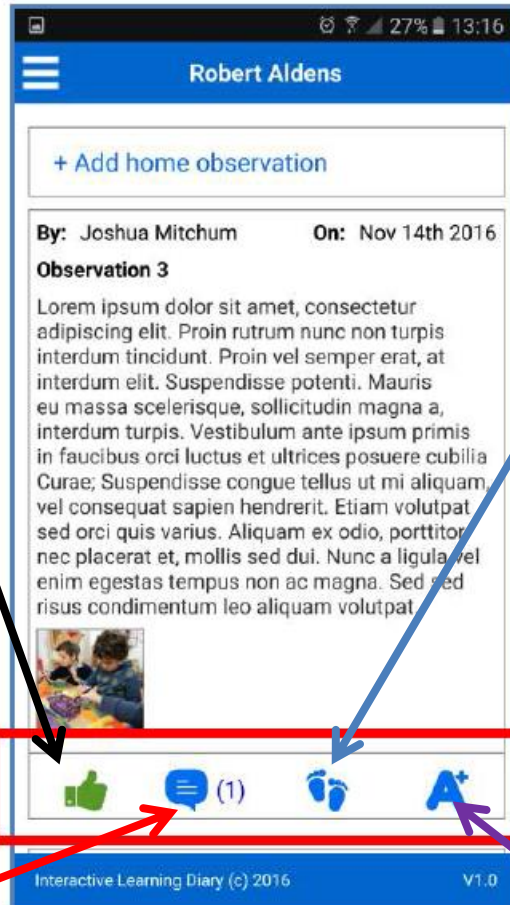 27% 13:16
Robert Aldens
+ Add home observation
By: Joshua Mitchum On: Nov 14th 2016
Observation 3
Lorem ipsum dolor sit amet, consectetur
adipiscing elit. Proin rutrum nunc non turpis
interdum tincidunt. Proin vel semper erat, at
interdum elit. Suspendisse potenti. Mauris
eu massa scelerisque, sollicitudin magna a,
interdum turpis. Vestibulum ante ipsum primis
in faucibus orci luctus et ultrices posuere cubilia
Curae; Suspendisse congue tellus ut mi aliquam,
vel consequat sapien hendrerit. Etiam volutpat
sed orci quis varius. Aliquam ex odio, porttitor
nec placerat et, mollis sed dui. Nunc a ligula vel
enim egestas tempus non ac magna. Sed sed
risus condimentum leo aliquam volutpat.
(1) A+
Interactive Learning Diary (c) 2016 V1.0